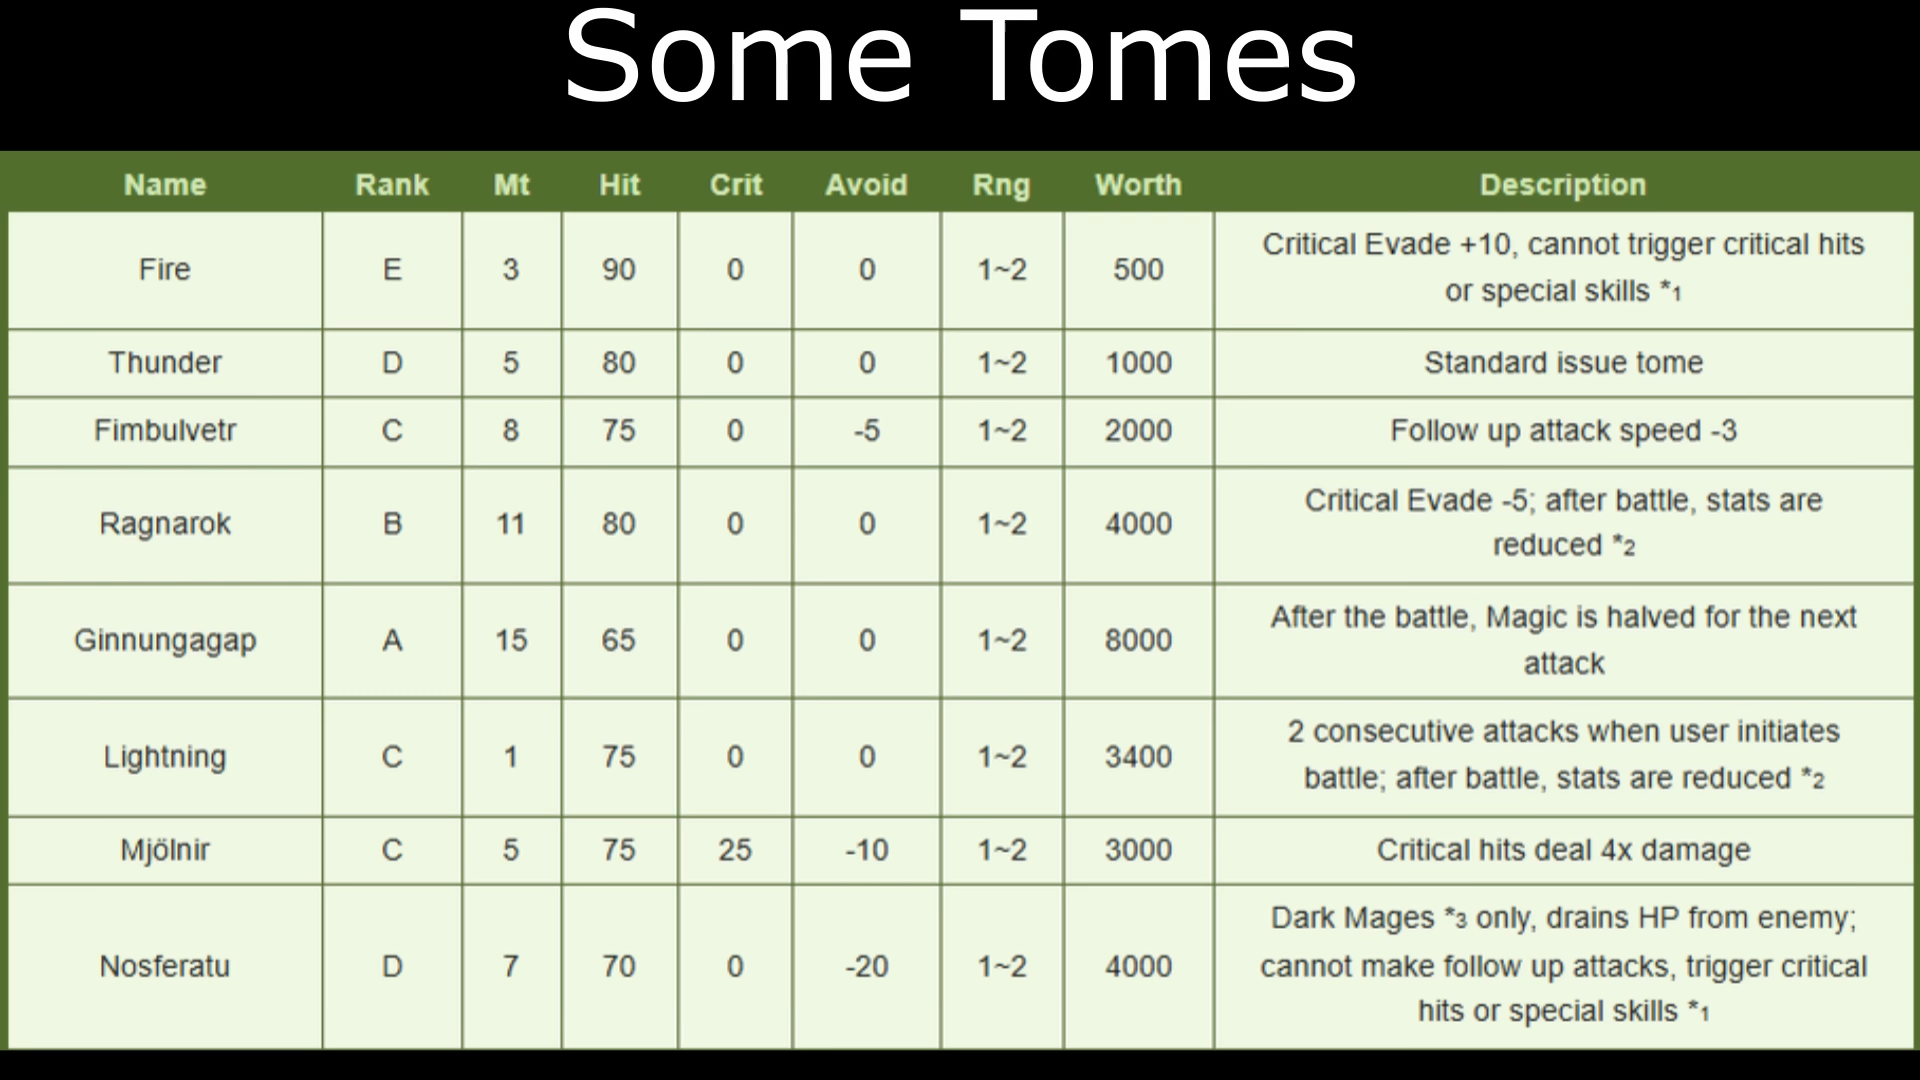 Some Tomes
Name Rank Mt Hit Crit Avoid Rng Worth Description
Fire E 3 90 0 0 1~2 500 Critical Evade +10, cannot trigger critical hits
or special skills *1
Thunder D 5 80 0 0 1~2 1000 Standard issue tome
Fimbulvetr C 8 75 0 -5 1~2 2000 Follow up attack speed -3
Ragnarok B 11 80 0 0 1~2 4000 Critical Evade -5; after battle, stats are
reduced *2
Ginnungagap A 15 65 0 0 1~2 8000 After the battle, Magic is halved for the next
attack
Lightning C 1 75 0 0 1~2 3400 2 consecutive attacks when user initiates
battle; after battle, stats are reduced *2
Mjölnir C 5 75 25 -10 1~2 3000 Critical hits deal 4x damage
Nosferatu D 7 70 0 -20 1~2 4000 Dark Mages *3 only, drains HP from enemy;
cannot make follow up attacks, trigger critical
hits or special skills *1